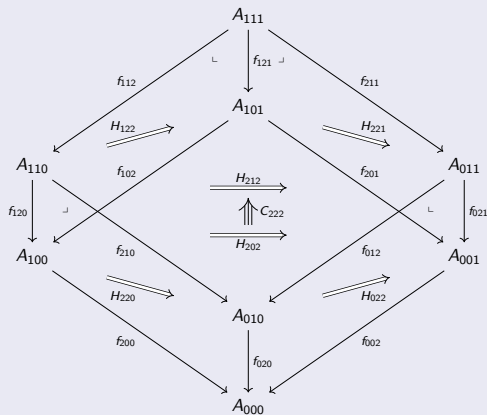 A₁₁₁
f₁₁₂ f₁₂₁ f₂₁₁
A₁₀₁
H₁₂₂ H₂₂₁
A₁₁₀ f₁₀₂ f₂₀₁ A₀₁₁
H₂₁₂
f₁₂₀ C₂₂₂ f₀₂₁
f₂₁₀ H₂₀₂ f₀₁₂
A₁₀₀ A₀₀₁
H₂₂₀ H₀₂₂
A₀₁₀
f₂₀₀ f₀₂₀ f₀₀₂
A₀₀₀